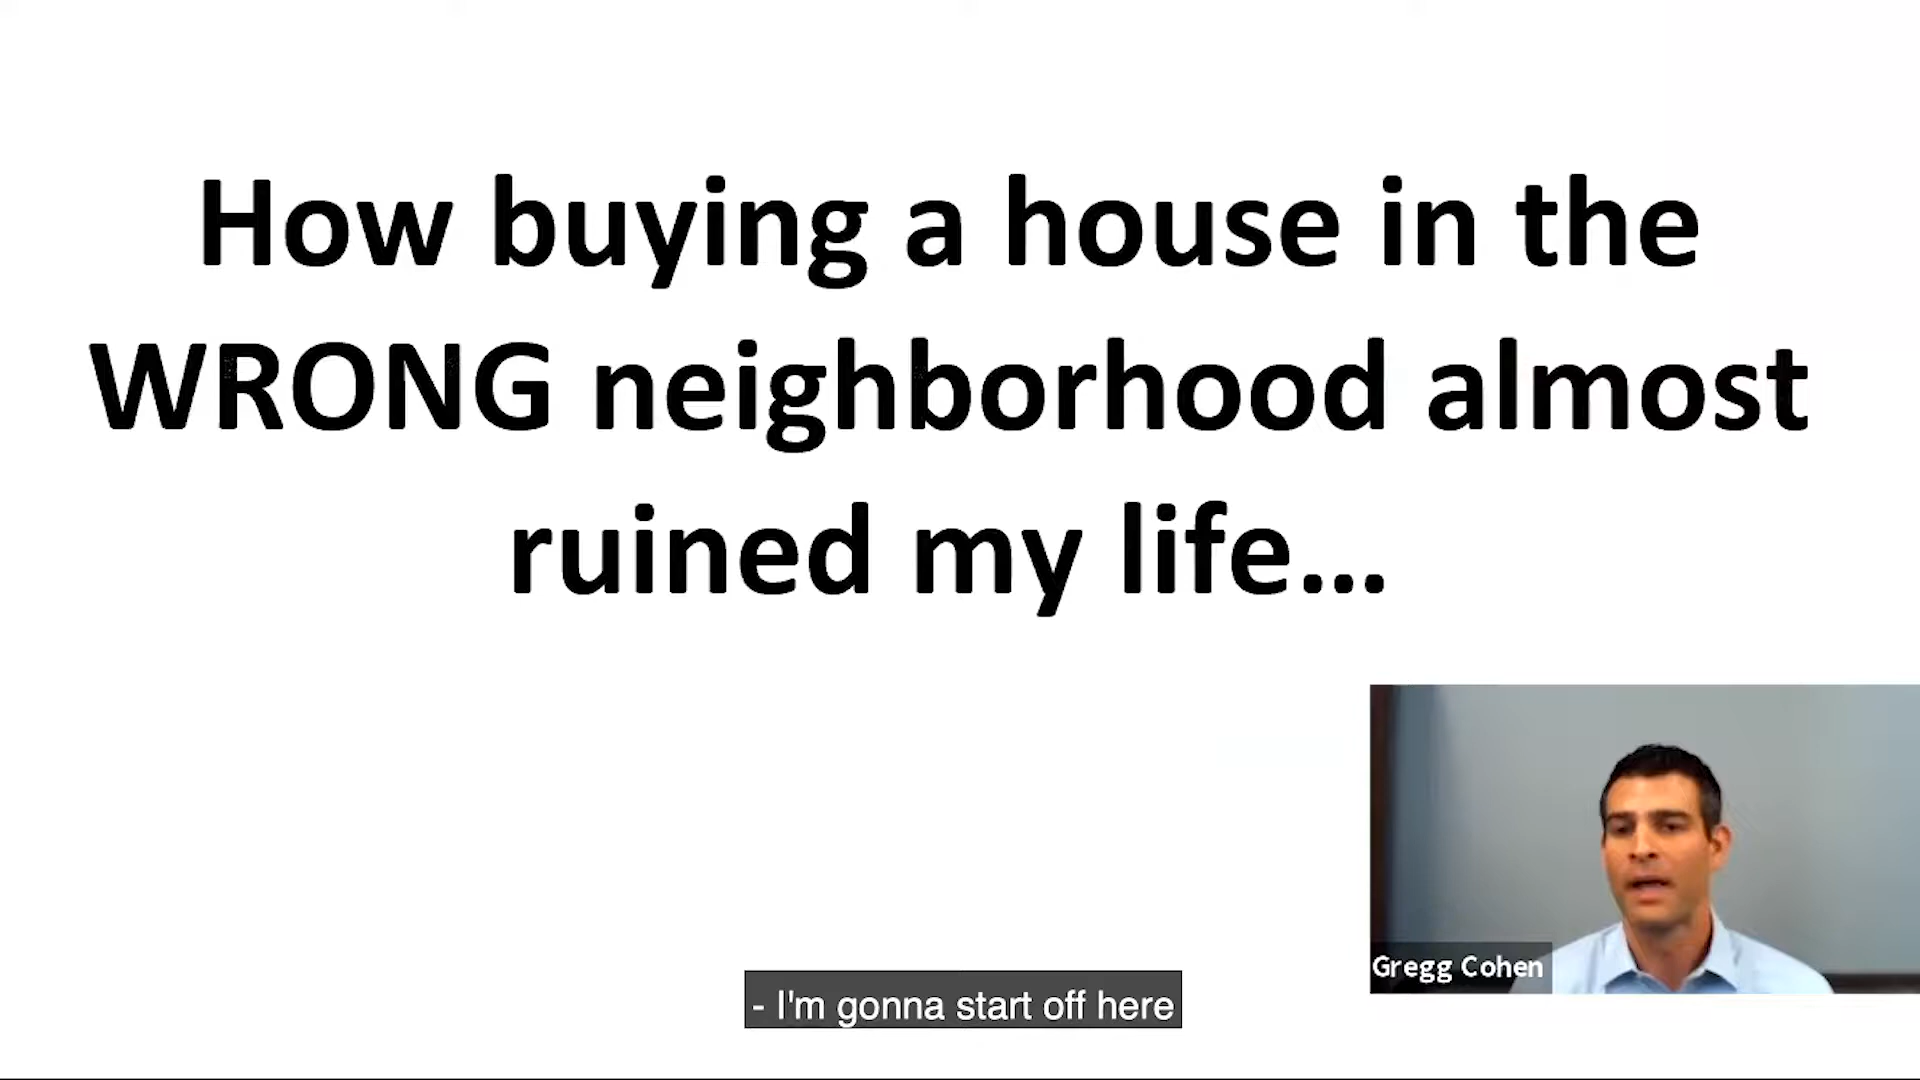 How buying a house in the
WRONG neighborhood almost
ruined my life...
Gregg Cohen
- I'm gonna start off here